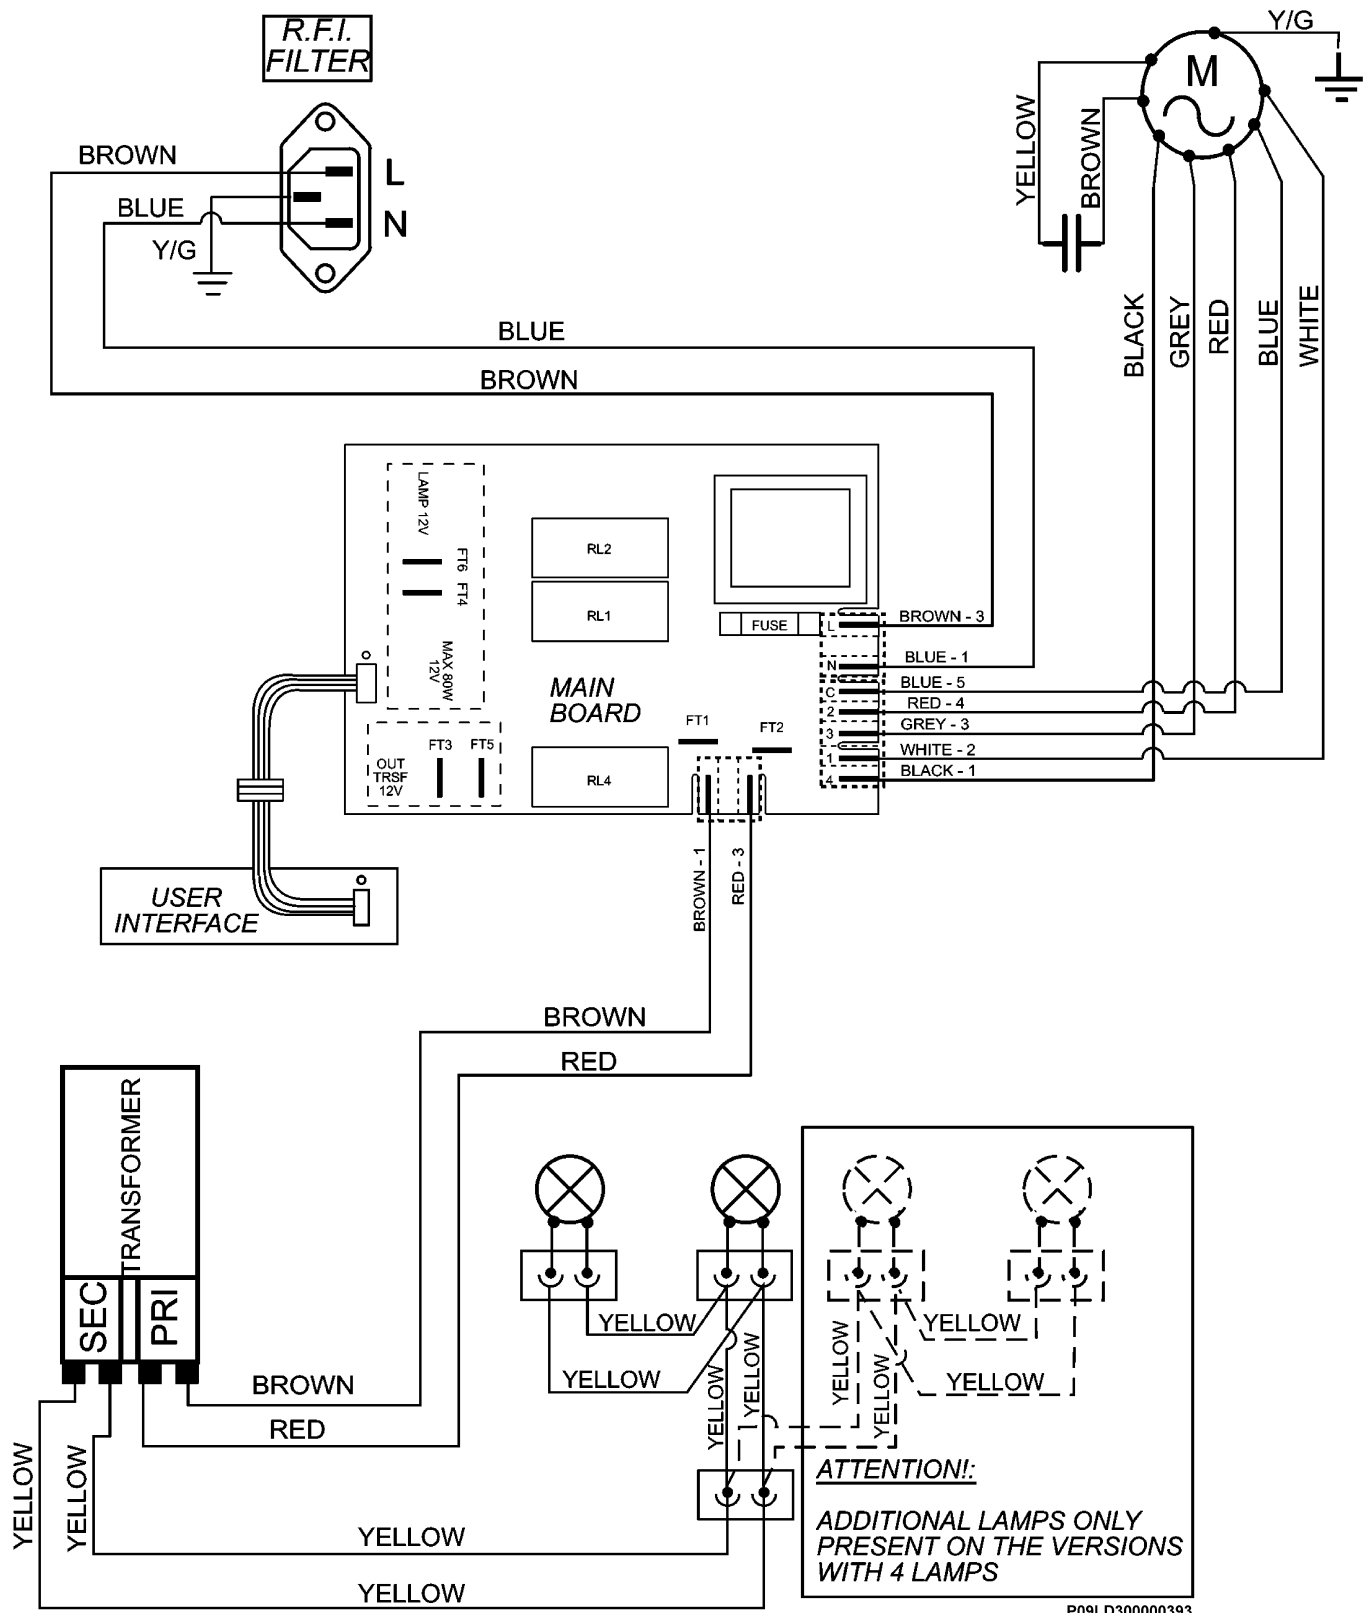 R.F.I.
FILTER
Y/G
M
BROWN
L
BLUE
N
Y/G
YELLOW
BROWN
BLACK
GREY
RED
BLUE
WHITE
BLUE
BROWN
LAMP 12V
FT6
FT4
MAX 80W
12V
RL2
RL1
FUSE
L
BROWN - 3
N
BLUE - 1
MAIN
BOARD
C
BLUE - 5
2
RED - 4
3
GREY - 3
1
WHITE - 2
4
BLACK - 1
FT1
FT2
FT3
FT5
OUT
TRSF
12V
RL4
BROWN - 1
RED - 3
USER
INTERFACE
BROWN
RED
TRANSFORMER
SEC
PRI
BROWN
RED
YELLOW
YELLOW
YELLOW
YELLOW
YELLOW
YELLOW
YELLOW
YELLOW
YELLOW
YELLOW
YELLOW
YELLOW
ATTENTION!:
ADDITIONAL LAMPS ONLY
PRESENT ON THE VERSIONS
WITH 4 LAMPS
P09LD300000393